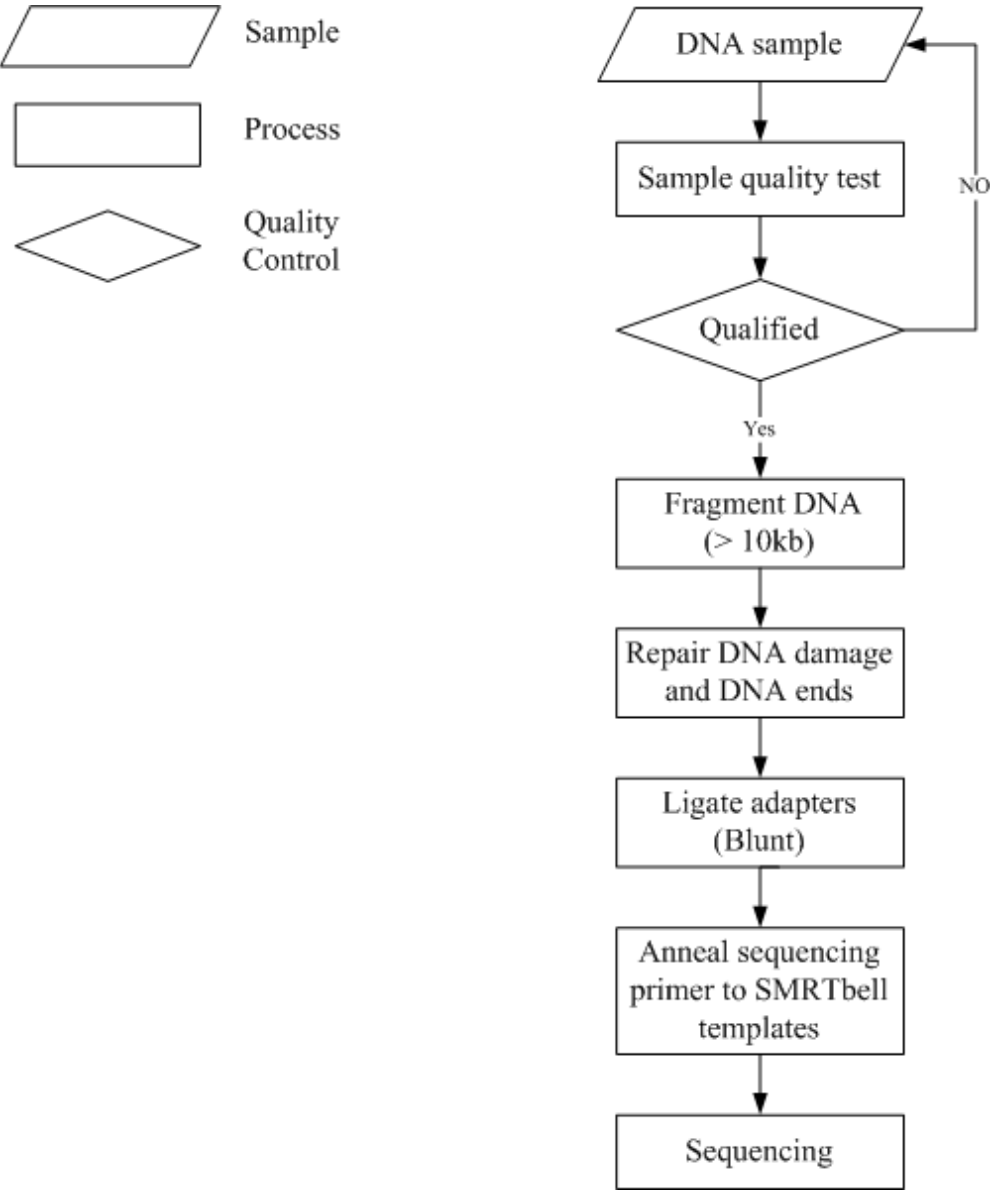 Sample
Process
Quality
Control
DNA sample
Sample quality test
NO
Qualified
Yes
Fragment DNA
(> 10kb)
Repair DNA damage
and DNA ends
Ligate adapters
(Blunt)
Anneal sequencing
primer to SMRTbell
templates
Sequencing